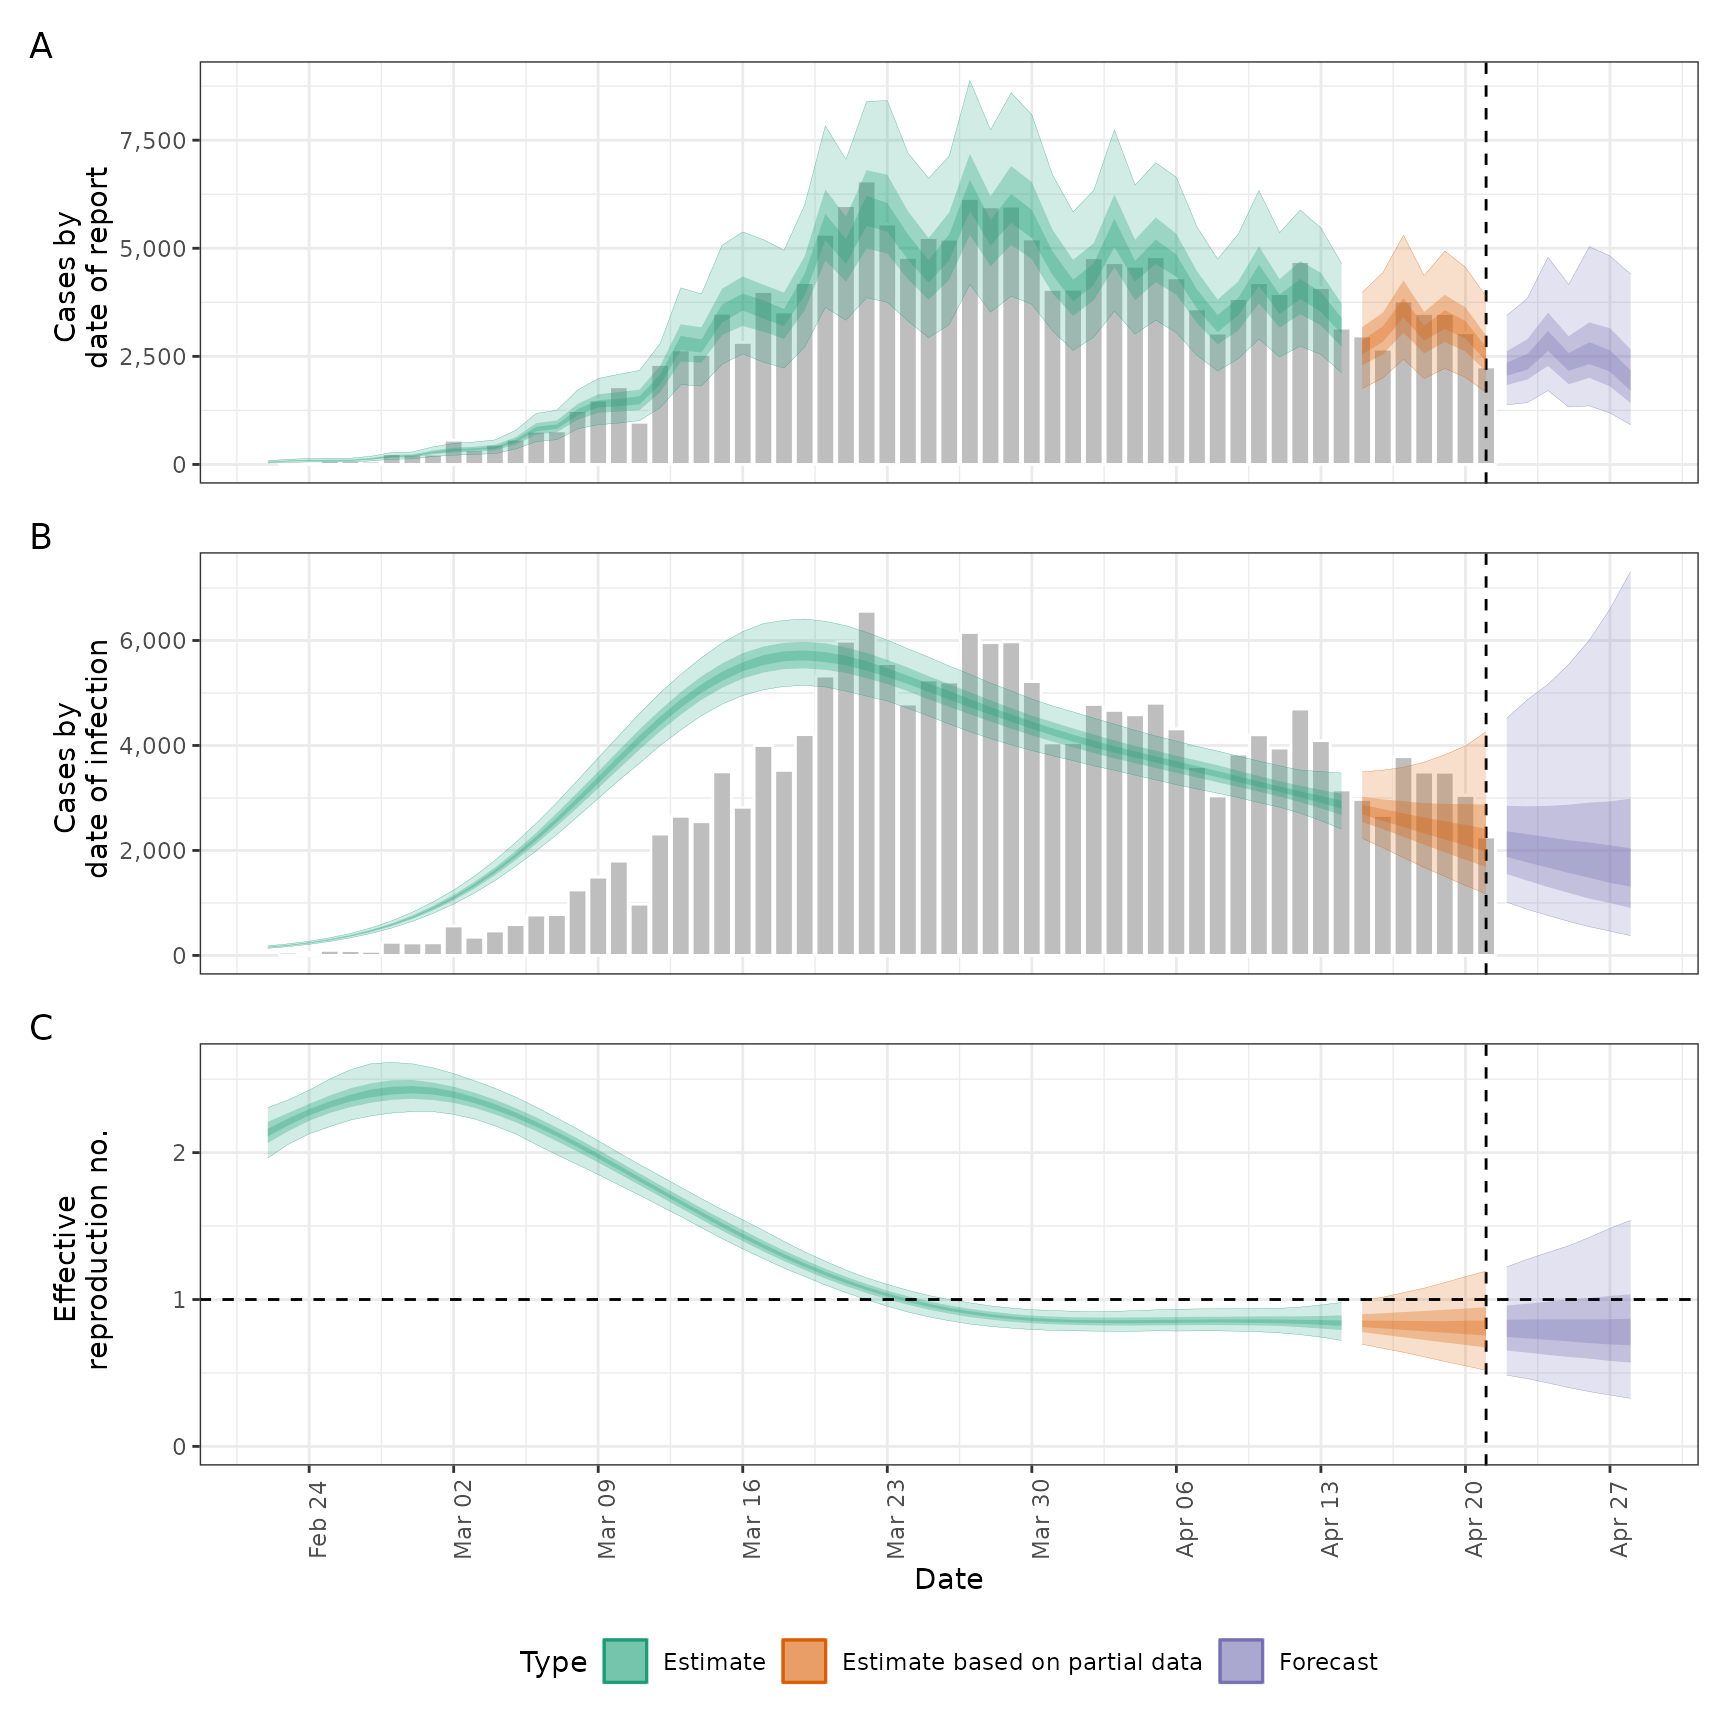 A
Cases by
date of report
7,500
5,000
2,500
0
B
Cases by
date of infection
6,000
4,000
2,000
0
C
Effective
reproduction no.
2
1
0
Feb 24
Mar 02
Mar 09
Mar 16
Mar 23
Mar 30
Apr 06
Apr 13
Apr 20
Apr 27
Date
Type
Estimate
Estimate based on partial data
Forecast